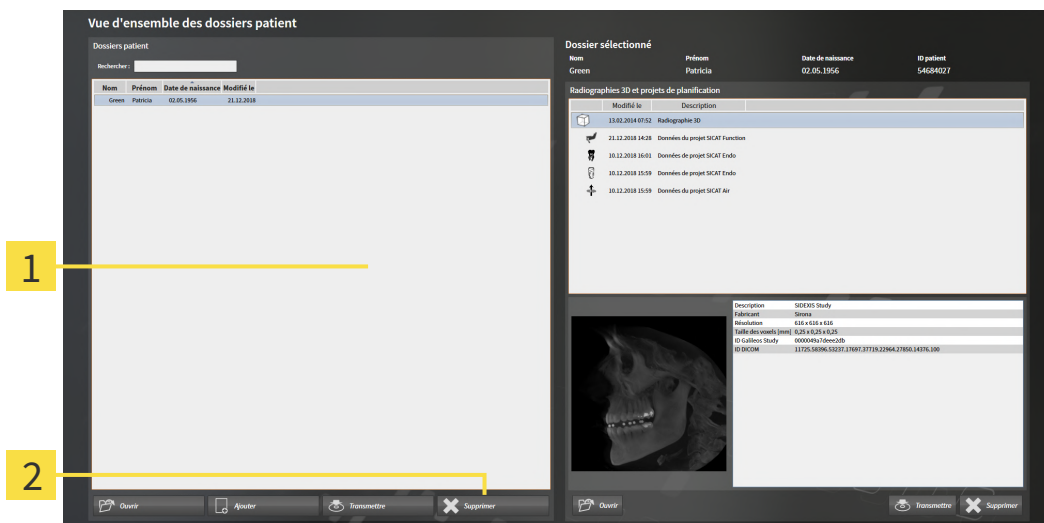 Vue d'ensemble des dossiers patient
Dossiers patient
Rechercher :
Nom Prénom Date de naissance Modifié le
Green Patricia 02.05.1956 21.12.2018
1
2
Ouvrir Ajouter Transmettre Supprimer
Dossier sélectionné
Nom Prénom Date de naissance ID patient
Green Patricia 02.05.1956 54684027
Radiographies 3D et projets de planification
Modifié le Description
13.02.2014 07:52 Radiographie 3D
21.12.2018 14:28 Données du projet SICAT Function
10.12.2018 16:01 Données de projet SICAT Endo
10.12.2018 15:59 Données de projet SICAT Endo
10.12.2018 15:59 Données du projet SICAT Air
Description SIDEXIS Study
Fabricant Sirona
Résolution 616 x 616 x 616
Taille des voxels [mm] 0,25 x 0,25 x 0,25
ID Galileos Study 0000049a7deee2db
ID DICOM 11725.58396.53237.17697.37719.22964.27850.14376.100
Ouvrir Transmettre Supprimer